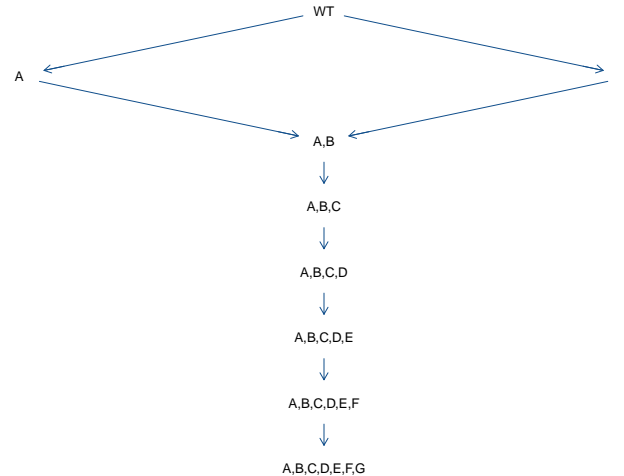 WT
A
A,B
A,B,C
A,B,C,D
A,B,C,D,E
A,B,C,D,E,F
A,B,C,D,E,F,G